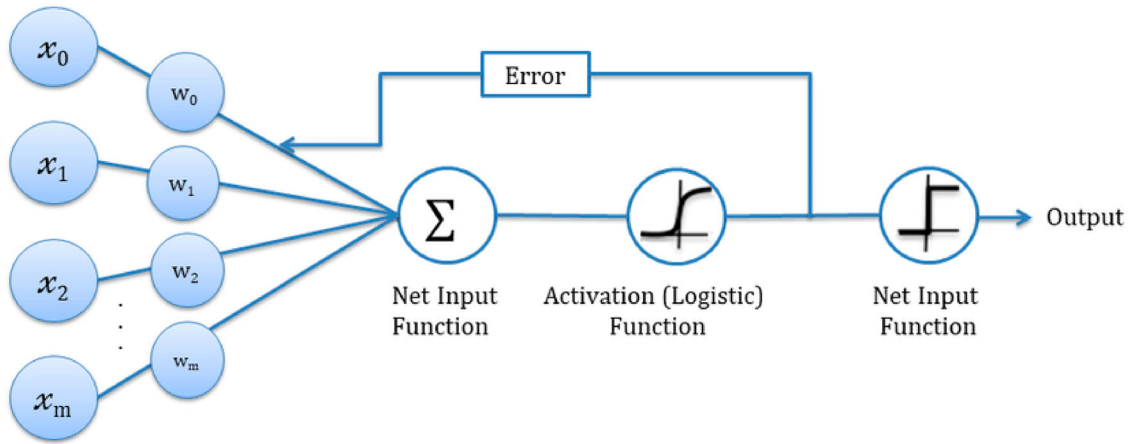 x0
w0
Error
x1
w1
∑
Output
x2
w2
Net Input
Function
Activation (Logistic)
Function
Net Input
Function
.
.
.
wm
xm